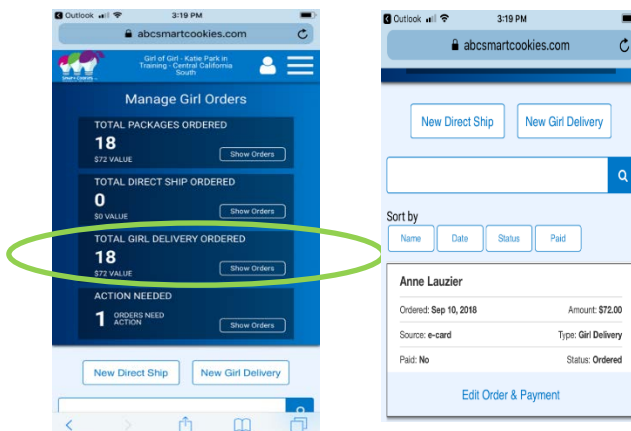 Outlook
3:19 PM
abcsmartcookies.com
Girl of Girl - Katie Park in
Training - Central California
South
Manage Girl Orders
TOTAL PACKAGES ORDERED
18
$72 VALUE
Show Orders
TOTAL DIRECT SHIP ORDERED
0
$0 VALUE
Show Orders
TOTAL GIRL DELIVERY ORDERED
18
$72 VALUE
Show Orders
ACTION NEEDED
1 ORDERS NEED
ACTION
Show Orders
New Direct Ship New Girl Delivery
Outlook
3:19 PM
abcsmartcookies.com
New Direct Ship New Girl Delivery
Sort by
Name Date Status Paid
Anne Lauzier
Ordered: Sep 10, 2018 Amount: $72.00
Source: e-card Type: Girl Delivery
Paid: No Status: Ordered
Edit Order & Payment